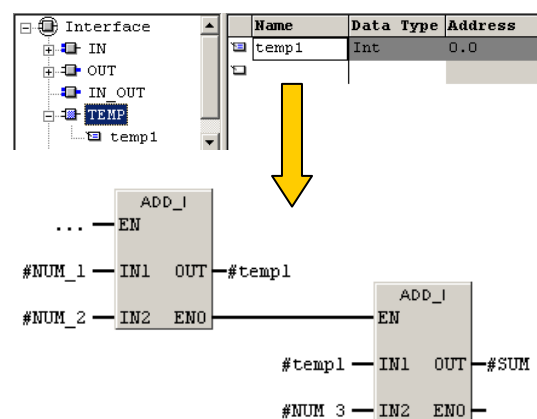 Interface
IN
OUT
IN_OUT
TEMP
temp1
Name Data Type Address
temp1 Int 0.0
ADD_I
... EN
#NUM_1 IN1 OUT #temp1
#NUM_2 IN2 ENO
ADD_I
EN
#temp1 IN1 OUT #SUM
#NUM_3 IN2 ENO